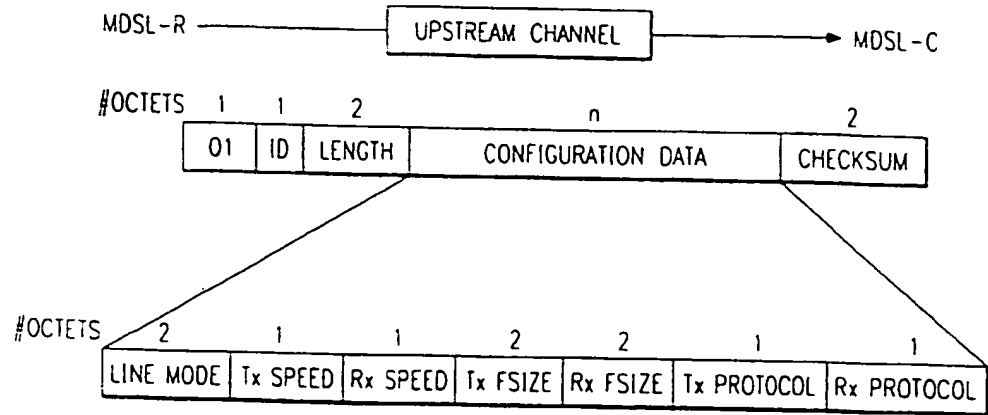 MDSL-R UPSTREAM CHANNEL MDSL-C
#OCTETS 1 1 2 n 2
01 ID LENGTH CONFIGURATION DATA CHECKSUM
#OCTETS 2 1 1 2 2 1 1
LINE MODE Tx SPEED Rx SPEED Tx FSIZE Rx FSIZE Tx PROTOCOL Rx PROTOCOL